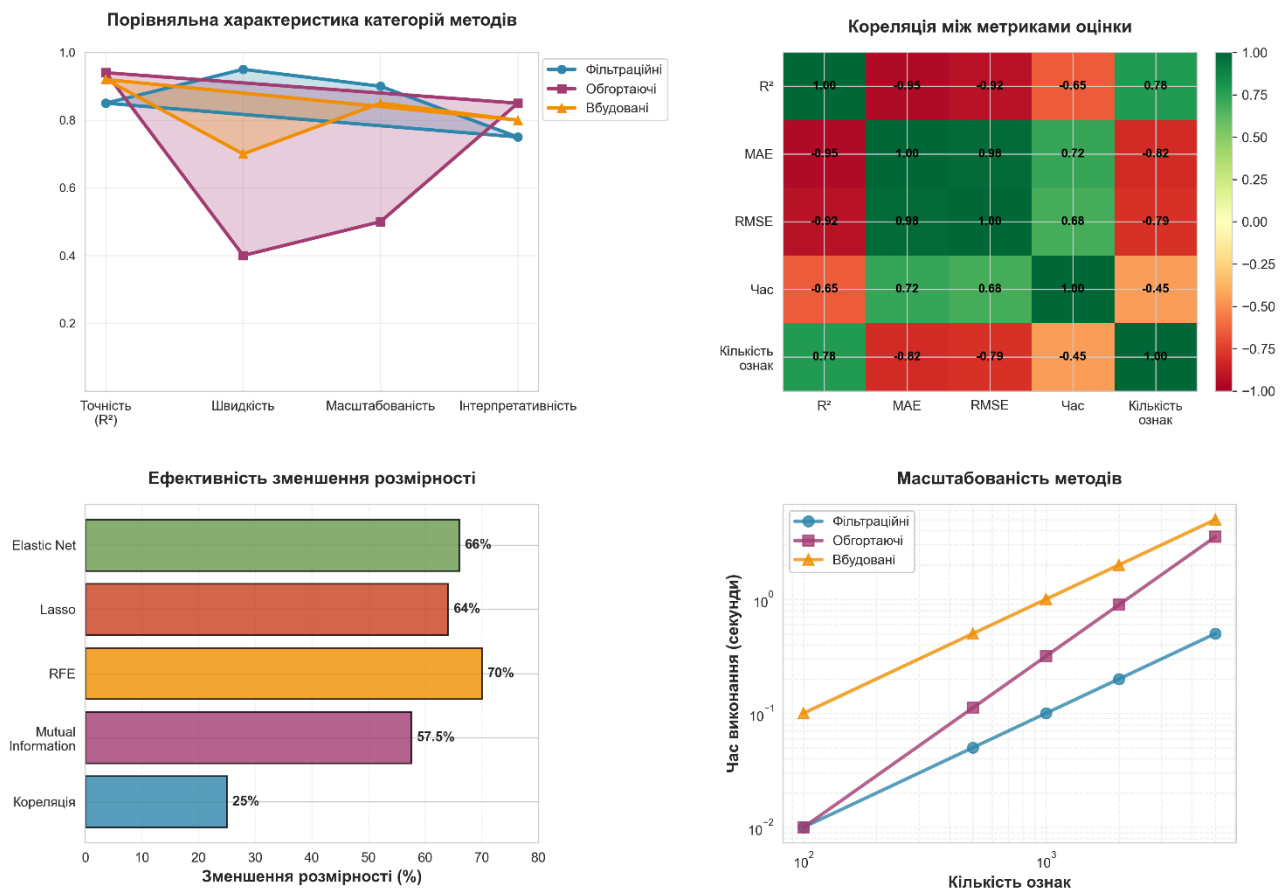 Порівняльна характеристика категорій методів
1.0
0.8
0.6
0.4
0.2
Точність
(R²)
Швидкість
Масштабованість
Інтерпретативність
Фільтраційні
Обгортаючі
Вбудовані
Кореляція між метриками оцінки
R²
1.00
-0.95
-0.92
-0.65
0.78
MAE
-0.95
1.00
0.98
0.72
-0.82
RMSE
-0.92
0.98
1.00
0.68
-0.79
Час
-0.65
0.72
0.68
1.00
-0.45
Кількість
ознак
0.78
-0.82
-0.79
-0.45
1.00
R²
MAE
RMSE
Час
Кількість
ознак
1.00
0.75
0.50
0.25
0.00
−0.25
−0.50
−0.75
−1.00
Ефективність зменшення розмірності
Elastic Net
66%
Lasso
64%
RFE
70%
Mutual
Information
57.5%
Кореляція
25%
0
10
20
30
40
50
60
70
80
Зменшення розмірності (%)
Масштабованість методів
Фільтраційні
Обгортаючі
Вбудовані
Час виконання (секунди)
10⁰
10⁻¹
10⁻²
10²
10³
Кількість ознак